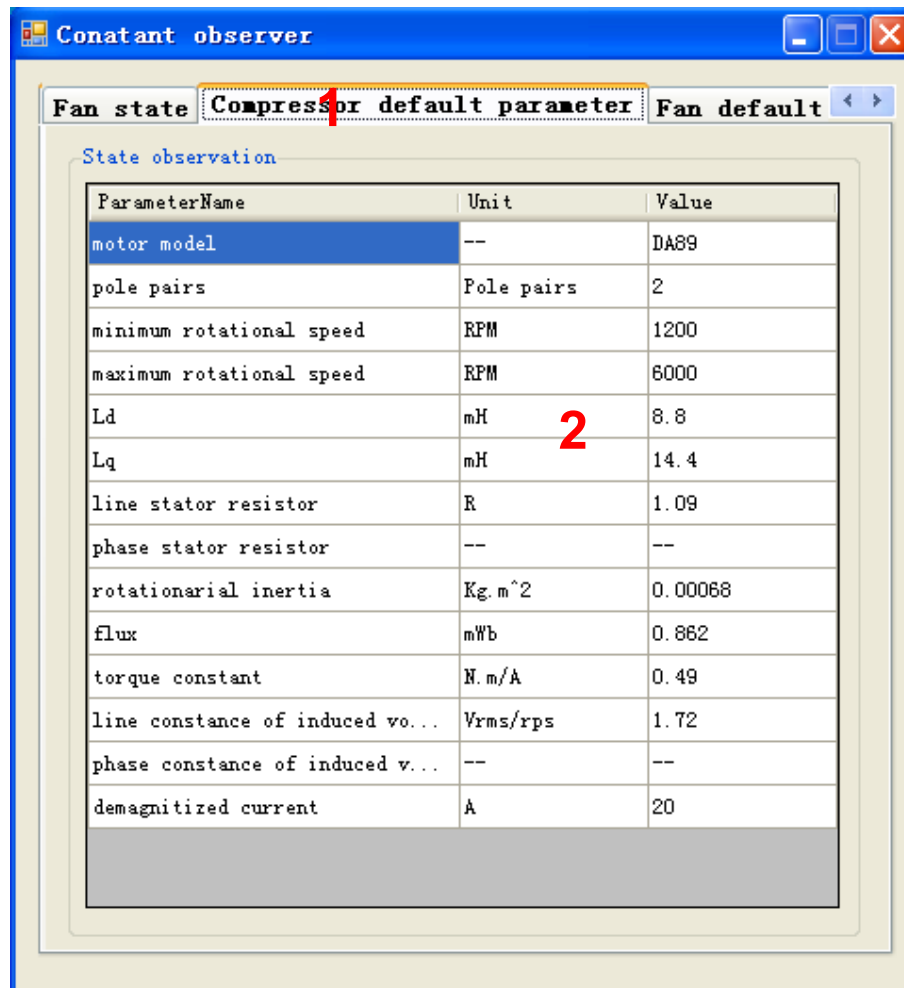 Conatant observer
Fan state Compressor default parameter Fan default
1
State observation
ParameterName Unit Value
motor model -- DA89
pole pairs Pole pairs 2
minimum rotational speed RPM 1200
maximum rotational speed RPM 6000
Ld mH 8.8
2
Lq mH 14.4
line stator resistor R 1.09
phase stator resistor -- --
rotationarial inertia Kg.m^2 0.00068
flux mWb 0.862
torque constant N.m/A 0.49
line constance of induced vo... Vrms/rps 1.72
phase constance of induced v... -- --
demagnitized current A 20